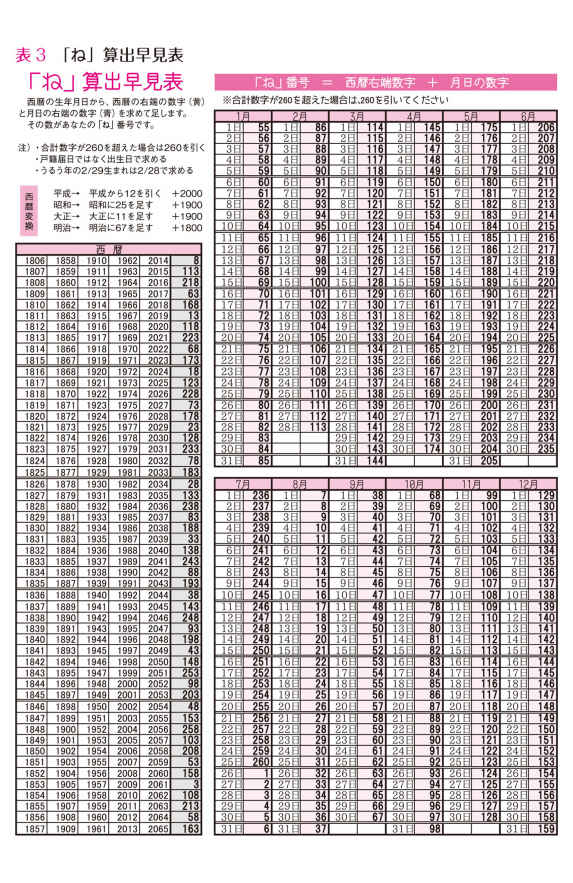 表3 「ね」算出早見表
「ね」算出早見表
西暦の生年月日から、西暦の右端の数字（黄）
と月日の右端の数字（青）を求めて足します。
その数があなたの「ね」番号です。
注）・合計数字が260を超えた場合は260を引く
・戸籍届日ではなく出生日で求める
・うるう年の2/29生まれは2/28で求める
西暦変換
平成→ 平成から12を引く ＋2000
昭和→ 昭和に25を足す ＋1900
大正→ 大正に11を足す ＋1900
明治→ 明治に67を足す ＋1800
西 暦
1806 1858 1910 1962 2014 8
1807 1859 1911 1963 2015 113
1808 1860 1912 1964 2016 218
1809 1861 1913 1965 2017 63
1810 1862 1914 1966 2018 168
1811 1863 1915 1967 2019 13
1812 1864 1916 1968 2020 118
1813 1865 1917 1969 2021 223
1814 1866 1918 1970 2022 68
1815 1867 1919 1971 2023 173
1816 1868 1920 1972 2024 18
1817 1869 1921 1973 2025 123
1818 1870 1922 1974 2026 228
1819 1871 1923 1975 2027 73
1820 1872 1924 1976 2028 178
1821 1873 1925 1977 2029 23
1822 1874 1926 1978 2030 128
1823 1875 1927 1979 2031 233
1824 1876 1928 1980 2032 78
1825 1877 1929 1981 2033 183
1826 1878 1930 1982 2034 28
1827 1879 1931 1983 2035 133
1828 1880 1932 1984 2036 238
1829 1881 1933 1985 2037 83
1830 1882 1934 1986 2038 188
1831 1883 1935 1987 2039 33
1832 1884 1936 1988 2040 138
1833 1885 1937 1989 2041 243
1834 1886 1938 1990 2042 88
1835 1887 1939 1991 2043 193
1836 1888 1940 1992 2044 38
1837 1889 1941 1993 2045 143
1838 1890 1942 1994 2046 248
1839 1891 1943 1995 2047 93
1840 1892 1944 1996 2048 198
1841 1893 1945 1997 2049 43
1842 1894 1946 1998 2050 148
1843 1895 1947 1999 2051 253
1844 1896 1948 2000 2052 98
1845 1897 1949 2001 2053 203
1846 1898 1950 2002 2054 48
1847 1899 1951 2003 2055 153
1848 1900 1952 2004 2056 258
1849 1901 1953 2005 2057 103
1850 1902 1954 2006 2058 208
1851 1903 1955 2007 2059 53
1852 1904 1956 2008 2060 158
1853 1905 1957 2009 2061 3
1854 1906 1958 2010 2062 108
1855 1907 1959 2011 2063 213
1856 1908 1960 2012 2064 58
1857 1909 1961 2013 2065 163
「ね」番号 ＝ 西暦右端数字 ＋ 月日の数字
※合計数字が260を超えた場合は、260を引いてください
1月 2月 3月 4月 5月 6月
1日 55 1日 86 1日 114 1日 145 1日 175 1日 206
2日 56 2日 87 2日 115 2日 146 2日 176 2日 207
3日 57 3日 88 3日 116 3日 147 3日 177 3日 208
4日 58 4日 89 4日 117 4日 148 4日 178 4日 209
5日 59 5日 90 5日 118 5日 149 5日 179 5日 210
6日 60 6日 91 6日 119 6日 150 6日 180 6日 211
7日 61 7日 92 7日 120 7日 151 7日 181 7日 212
8日 62 8日 93 8日 121 8日 152 8日 182 8日 213
9日 63 9日 94 9日 122 9日 153 9日 183 9日 214
10日 64 10日 95 10日 123 10日 154 10日 184 10日 215
11日 65 11日 96 11日 124 11日 155 11日 185 11日 216
12日 66 12日 97 12日 125 12日 156 12日 186 12日 217
13日 67 13日 98 13日 126 13日 157 13日 187 13日 218
14日 68 14日 99 14日 127 14日 158 14日 188 14日 219
15日 69 15日 100 15日 128 15日 159 15日 189 15日 220
16日 70 16日 101 16日 129 16日 160 16日 190 16日 221
17日 71 17日 102 17日 130 17日 161 17日 191 17日 222
18日 72 18日 103 18日 131 18日 162 18日 192 18日 223
19日 73 19日 104 19日 132 19日 163 19日 193 19日 224
20日 74 20日 105 20日 133 20日 164 20日 194 20日 225
21日 75 21日 106 21日 134 21日 165 21日 195 21日 226
22日 76 22日 107 22日 135 22日 166 22日 196 22日 227
23日 77 23日 108 23日 136 23日 167 23日 197 23日 228
24日 78 24日 109 24日 137 24日 168 24日 198 24日 229
25日 79 25日 110 25日 138 25日 169 25日 199 25日 230
26日 80 26日 111 26日 139 26日 170 26日 200 26日 231
27日 81 27日 112 27日 140 27日 171 27日 201 27日 232
28日 82 28日 113 28日 141 28日 172 28日 202 28日 233
29日 83 29日 142 29日 173 29日 203 29日 234
30日 84 30日 143 30日 174 30日 204 30日 235
31日 85 31日 144 31日 205
7月 8月 9月 10月 11月 12月
1日 236 1日 7 1日 38 1日 68 1日 99 1日 129
2日 237 2日 8 2日 39 2日 69 2日 100 2日 130
3日 238 3日 9 3日 40 3日 70 3日 101 3日 131
4日 239 4日 10 4日 41 4日 71 4日 102 4日 132
5日 240 5日 11 5日 42 5日 72 5日 103 5日 133
6日 241 6日 12 6日 43 6日 73 6日 104 6日 134
7日 242 7日 13 7日 44 7日 74 7日 105 7日 135
8日 243 8日 14 8日 45 8日 75 8日 106 8日 136
9日 244 9日 15 9日 46 9日 76 9日 107 9日 137
10日 245 10日 16 10日 47 10日 77 10日 108 10日 138
11日 246 11日 17 11日 48 11日 78 11日 109 11日 139
12日 247 12日 18 12日 49 12日 79 12日 110 12日 140
13日 248 13日 19 13日 50 13日 80 13日 111 13日 141
14日 249 14日 20 14日 51 14日 81 14日 112 14日 142
15日 250 15日 21 15日 52 15日 82 15日 113 15日 143
16日 251 16日 22 16日 53 16日 83 16日 114 16日 144
17日 252 17日 23 17日 54 17日 84 17日 115 17日 145
18日 253 18日 24 18日 55 18日 85 18日 116 18日 146
19日 254 19日 25 19日 56 19日 86 19日 117 19日 147
20日 255 20日 26 20日 57 20日 87 20日 118 20日 148
21日 256 21日 27 21日 58 21日 88 21日 119 21日 149
22日 257 22日 28 22日 59 22日 89 22日 120 22日 150
23日 258 23日 29 23日 60 23日 90 23日 121 23日 151
24日 259 24日 30 24日 61 24日 91 24日 122 24日 152
25日 260 25日 31 25日 62 25日 92 25日 123 25日 153
26日 1 26日 32 26日 63 26日 93 26日 124 26日 154
27日 2 27日 33 27日 64 27日 94 27日 125 27日 155
28日 3 28日 34 28日 65 28日 95 28日 126 28日 156
29日 4 29日 35 29日 66 29日 96 29日 127 29日 157
30日 5 30日 36 30日 67 30日 97 30日 128 30日 158
31日 6 31日 37 31日 98 31日 159